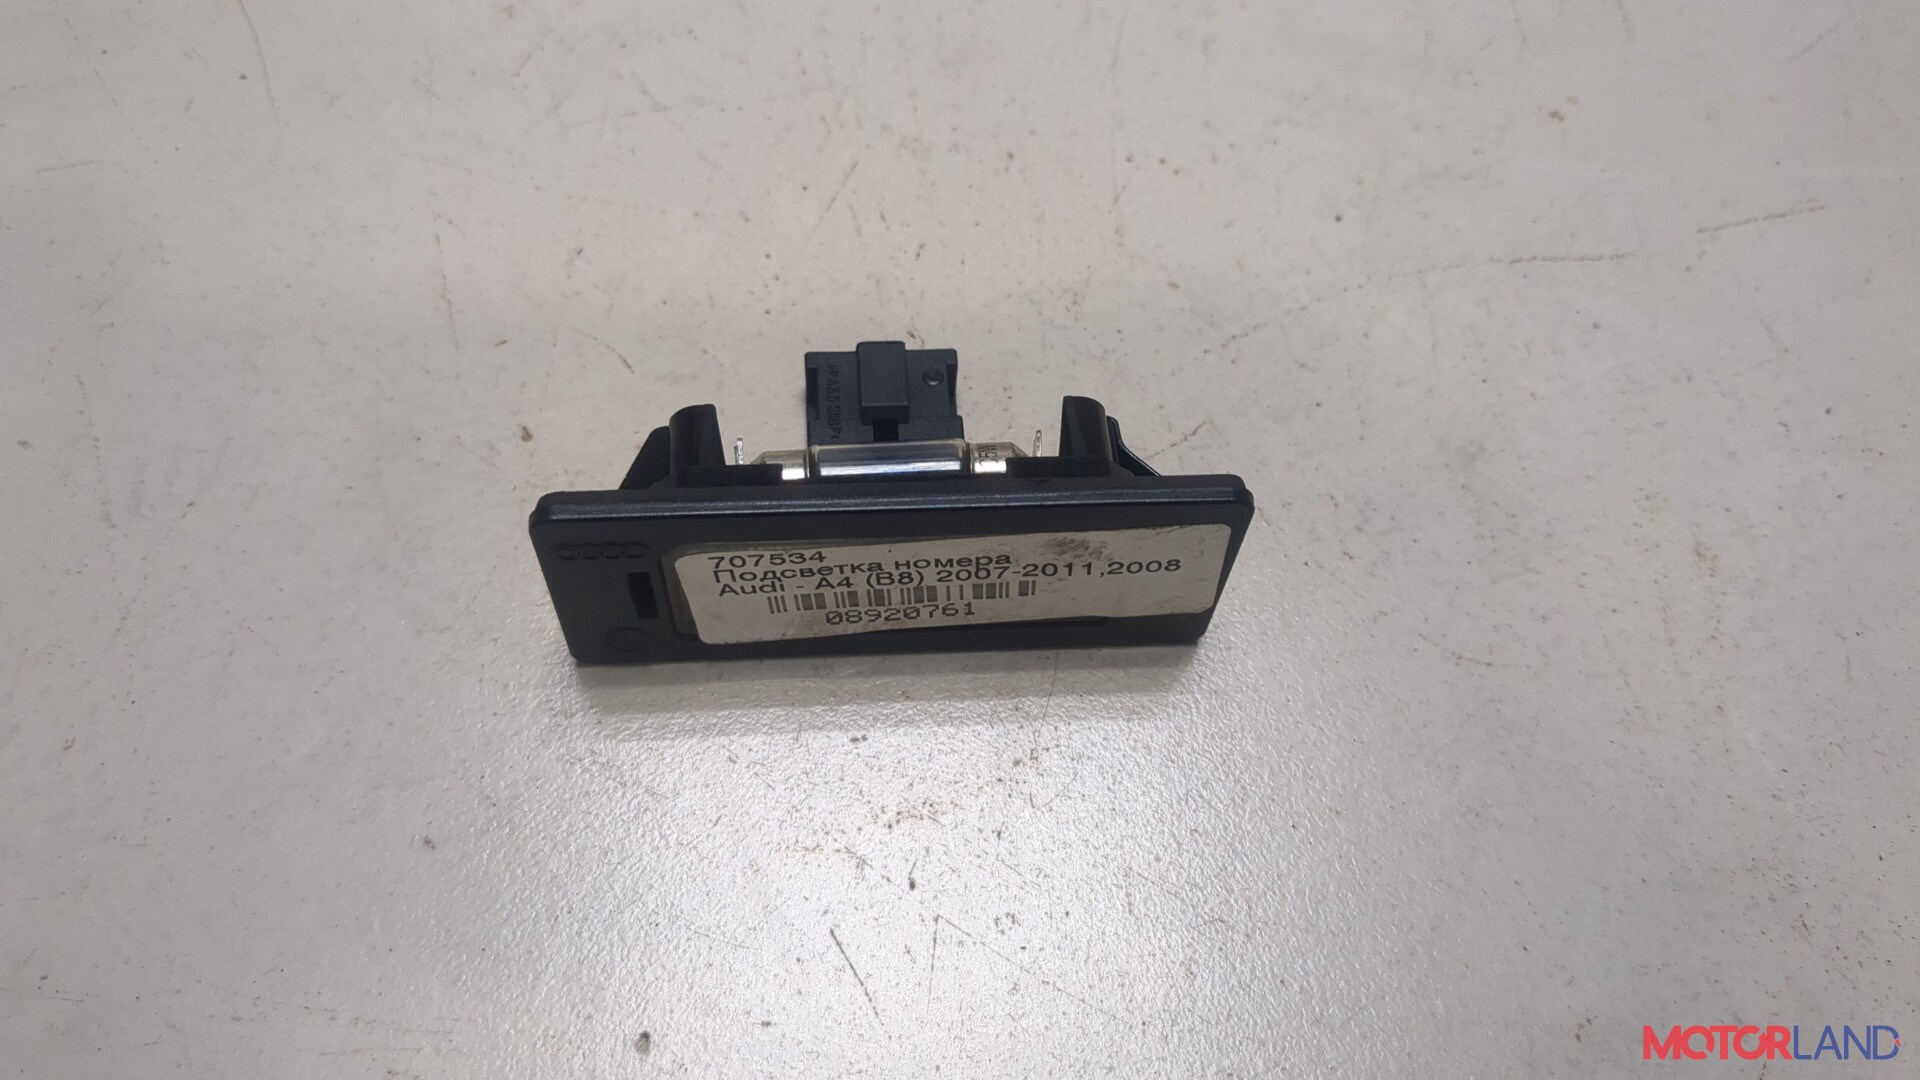 707534
Подсветка номера
Audi - A4 (B8) 2007-2011,2008
08920761
MOTORLAND